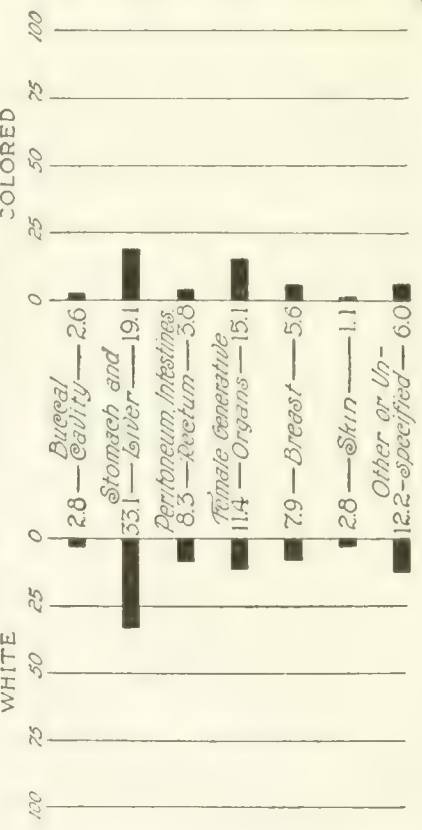 WHITE
COLORED
100 75 50 25 0
0 25 50 75 100
Buccal
2.8—Cavity—2.6
Stomach and
33.1—Liver—19.1
Peritoneum, Intestines,
8.3—Rectum—3.8
Female Generative
11.4—Organs—15.1
7.9—Breast—5.6
2.8—Skin—1.1
Other or Un-
12.2—specified—6.0